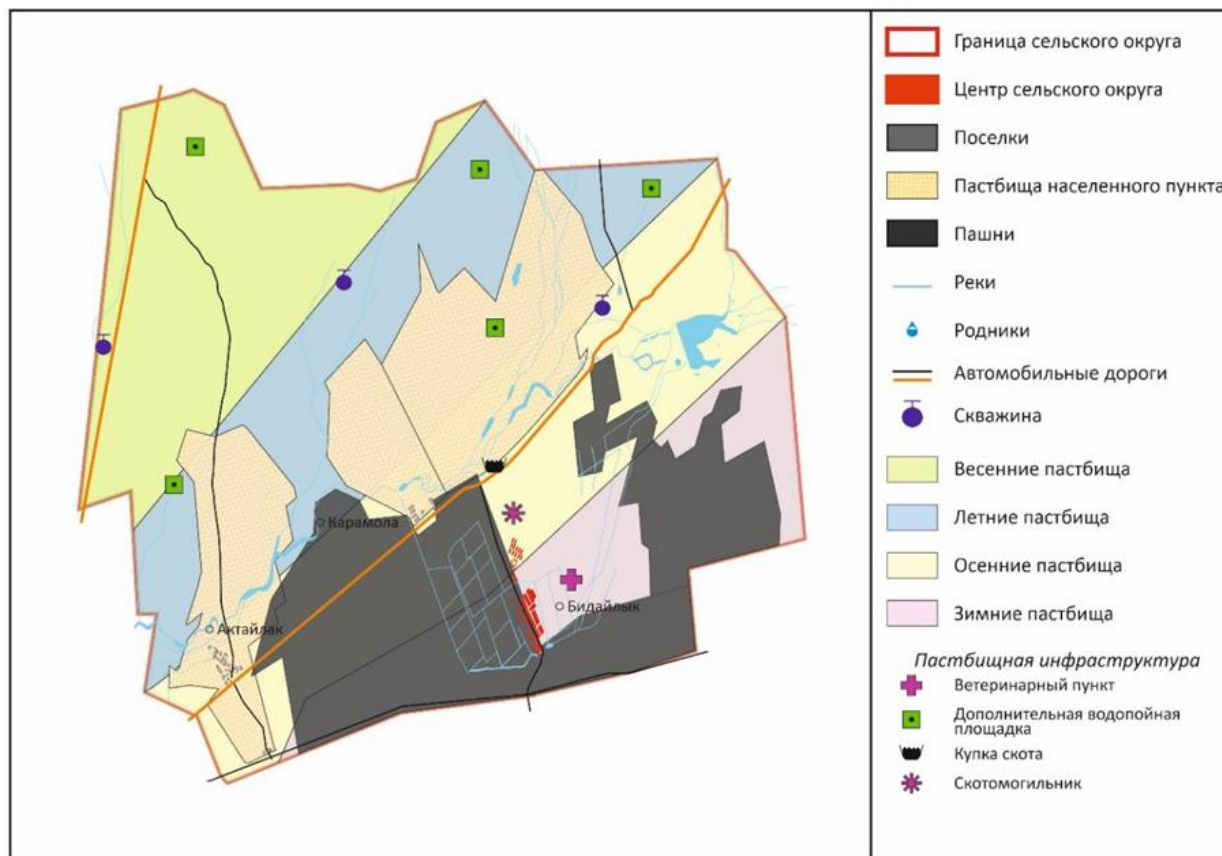 Граница сельского округа
Центр сельского округа
Поселки
Пастбища населенного пункта
Пашни
Реки
Родники
Автомобильные дороги
Скважина
Весенние пастбища
Летние пастбища
Осенние пастбища
Зимние пастбища
Пастбищная инфраструктура
Ветеринарный пункт
Дополнительная водопойная
площадка
Купка скота
Скотомогильник
Карамола
Бидайлык
Актайлак